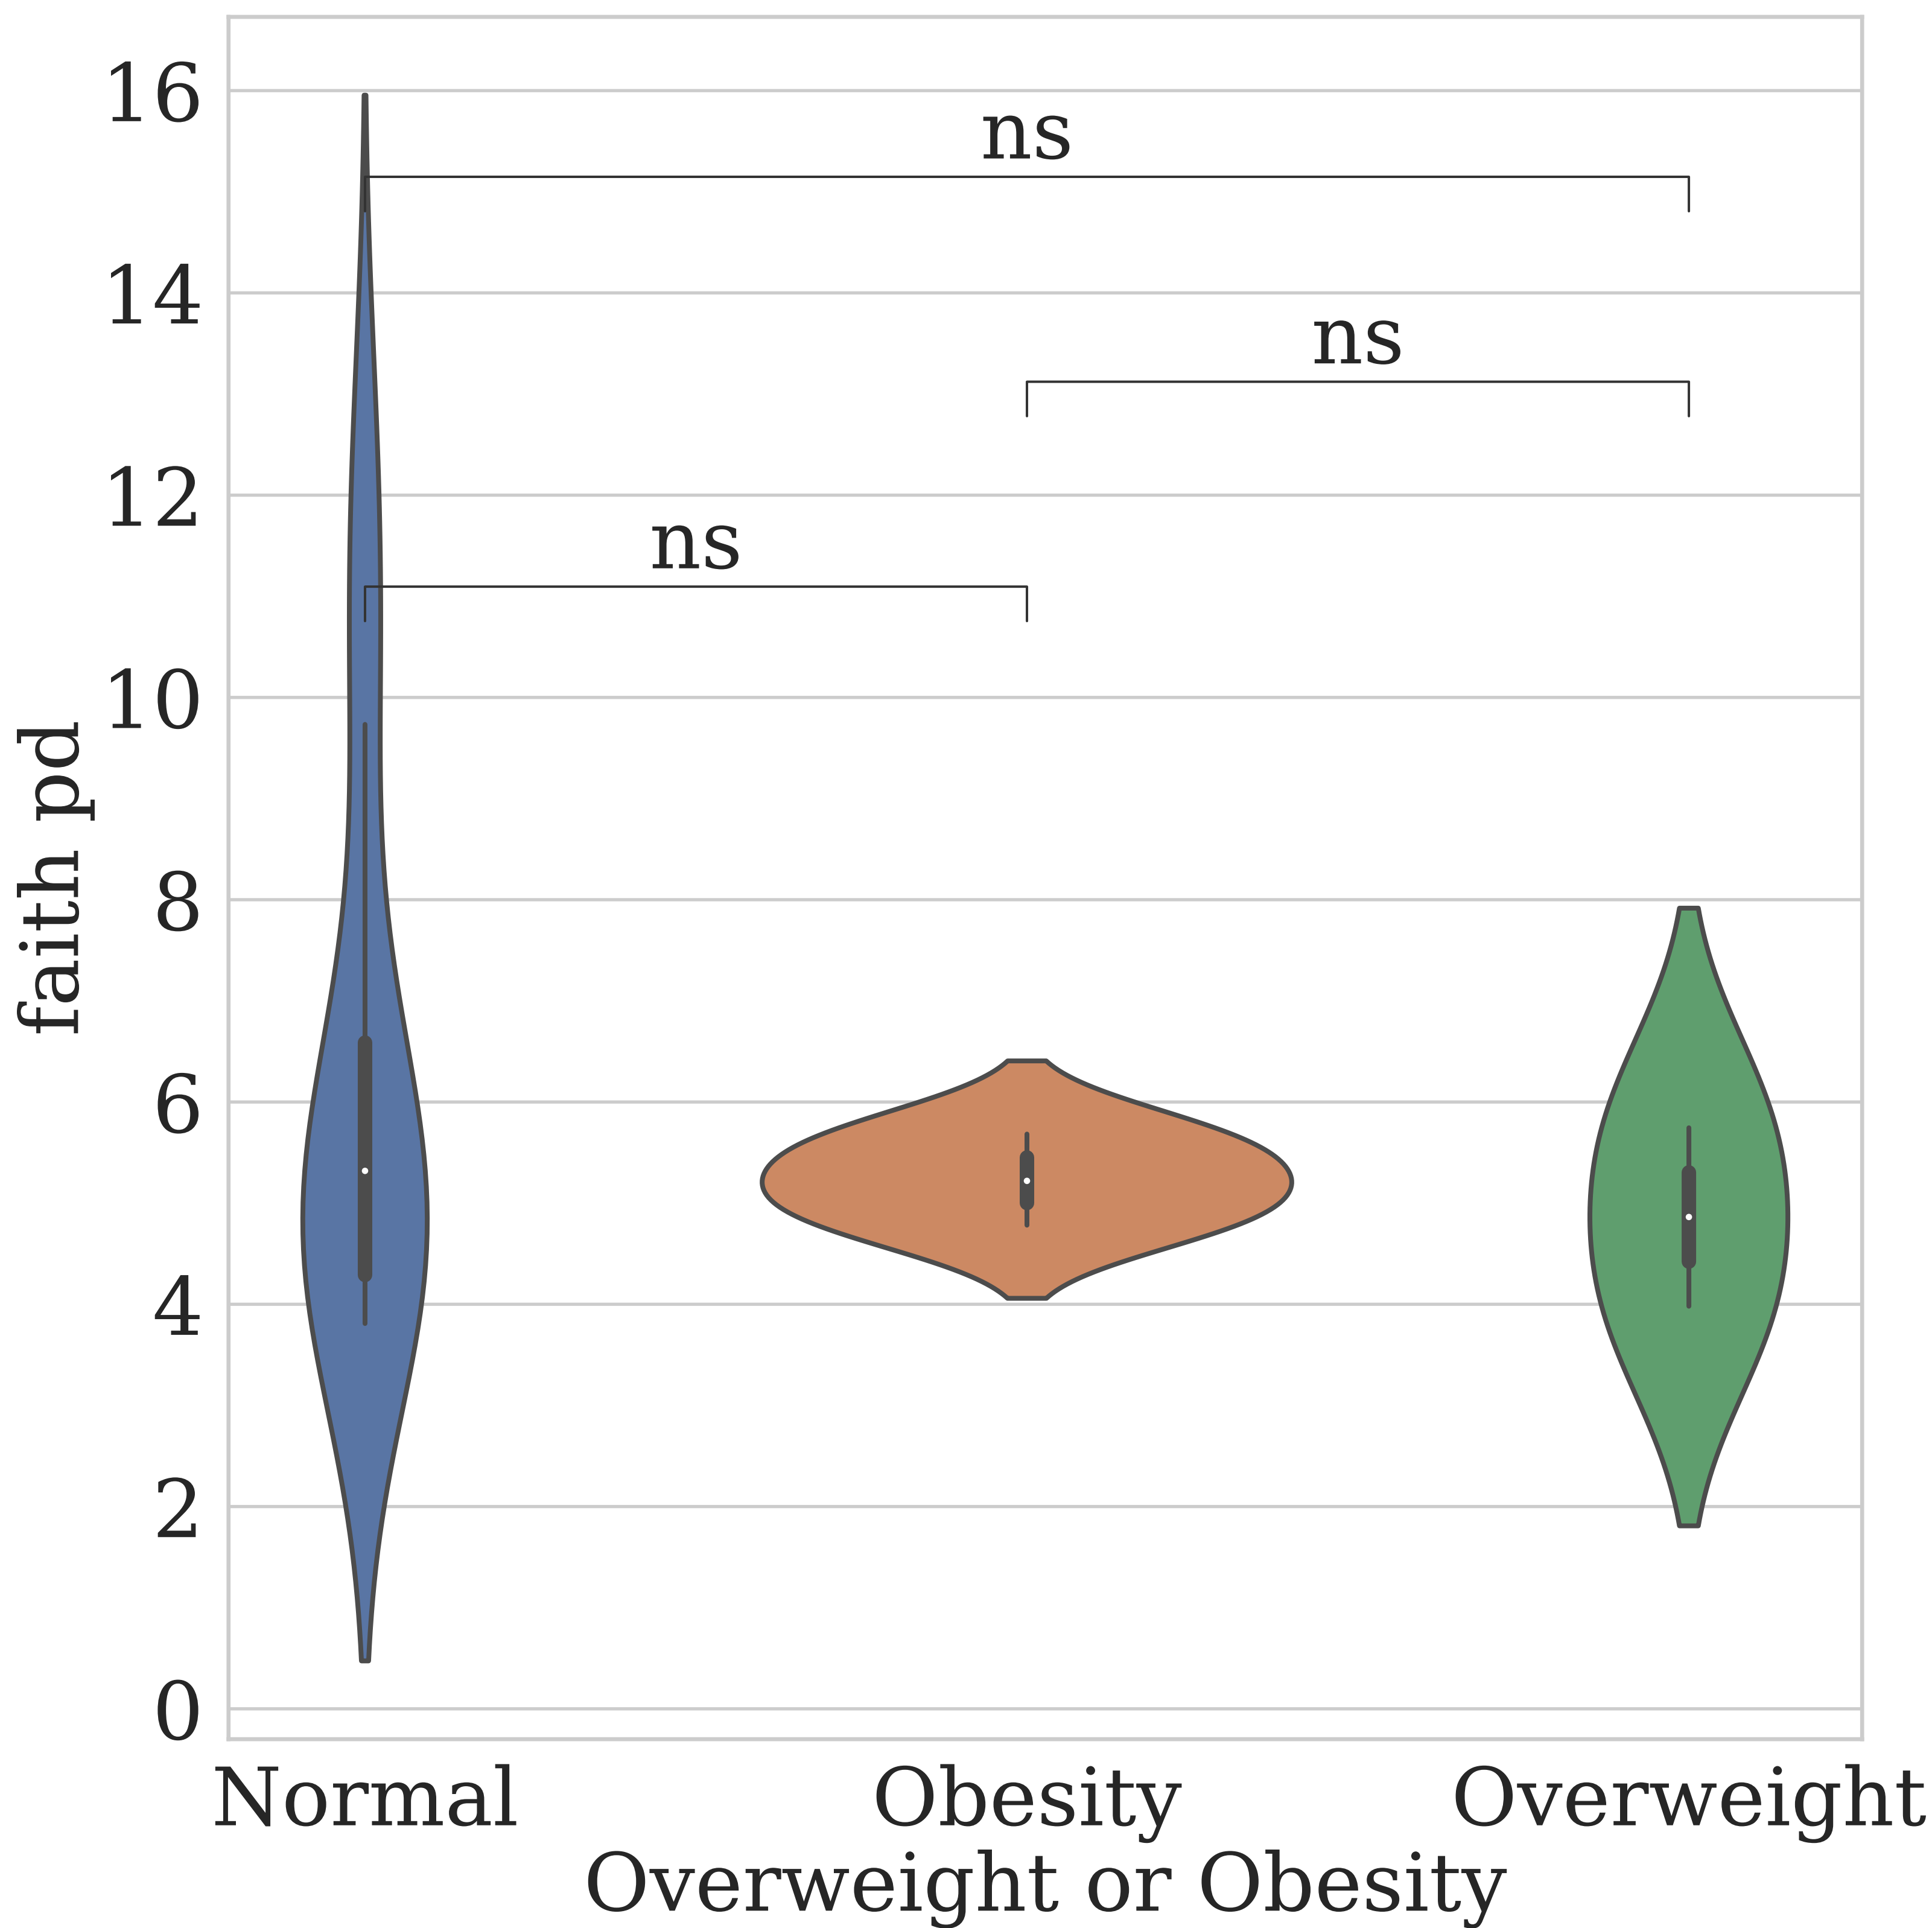 faith pd
16
14
12
10
8
6
4
2
0
ns
ns
ns
Normal
Obesity
Overweight
Overweight or Obesity